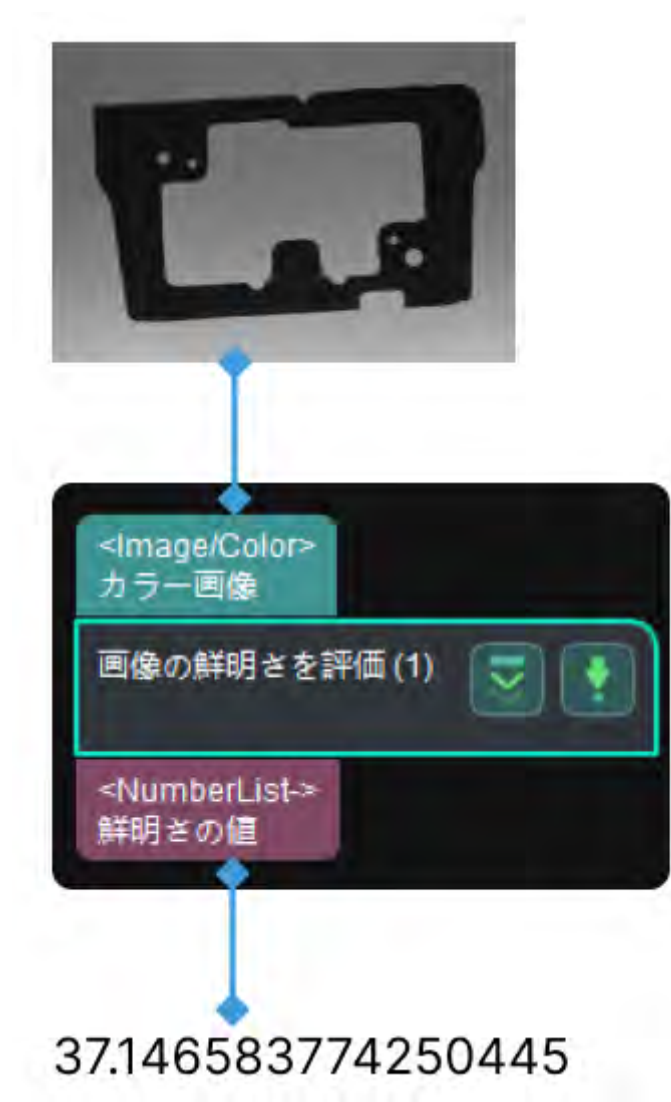 <Image/Color>
カラー画像
画像の鮮明さを評価 (1)
<NumberList->
鮮明さの値
37.146583774250445